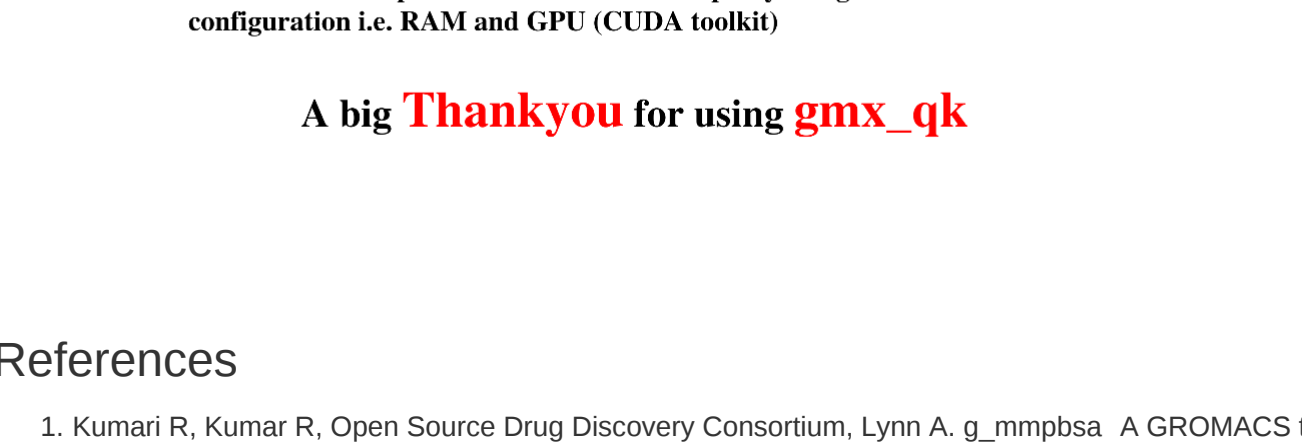 configuration i.e. RAM and GPU (CUDA toolkit)
A big Thankyou for using gmx_qk
References
1. Kumari R, Kumar R, Open Source Drug Discovery Consortium, Lynn A. g_mmpbsa A GROMACS